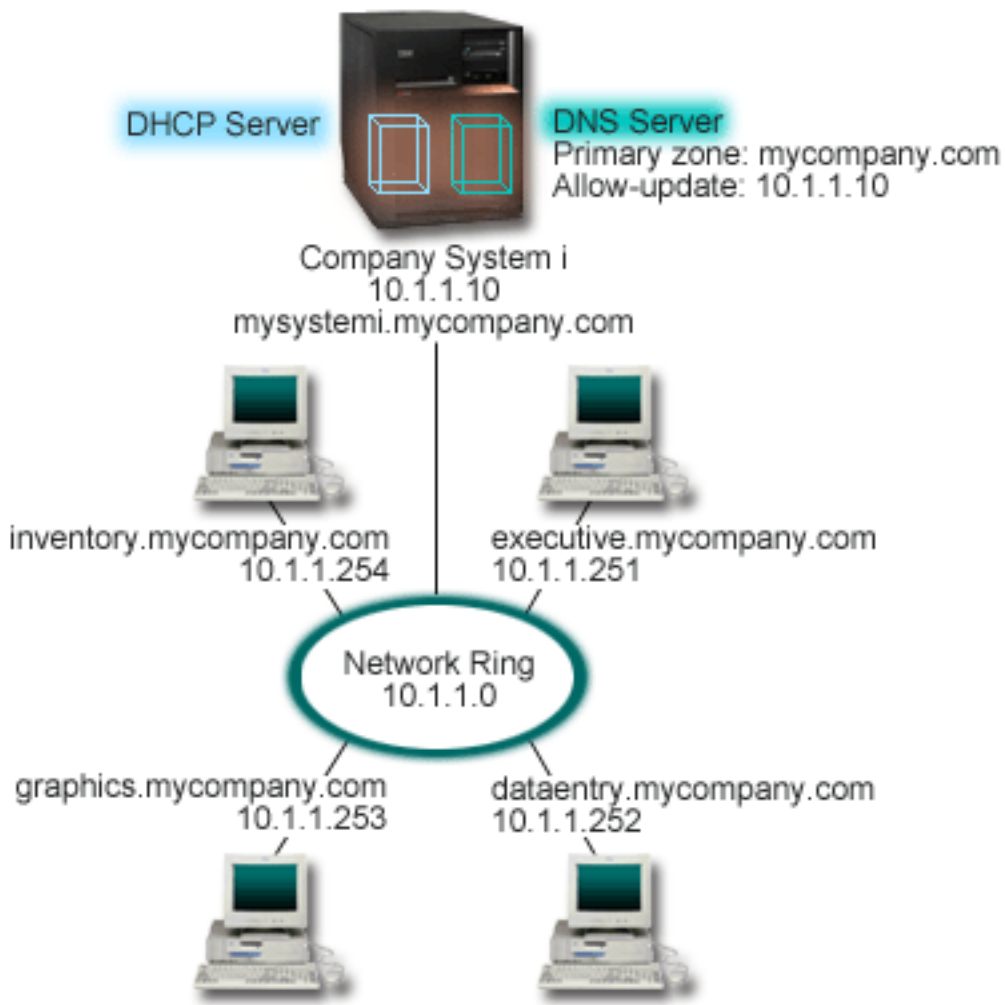 DHCP Server
DNS Server
Primary zone: mycompany.com
Allow-update: 10.1.1.10
Company System i
10.1.1.10
mysystemi.mycompany.com
inventory.mycompany.com
10.1.1.254
executive.mycompany.com
10.1.1.251
Network Ring
10.1.1.0
graphics.mycompany.com
10.1.1.253
dataentry.mycompany.com
10.1.1.252